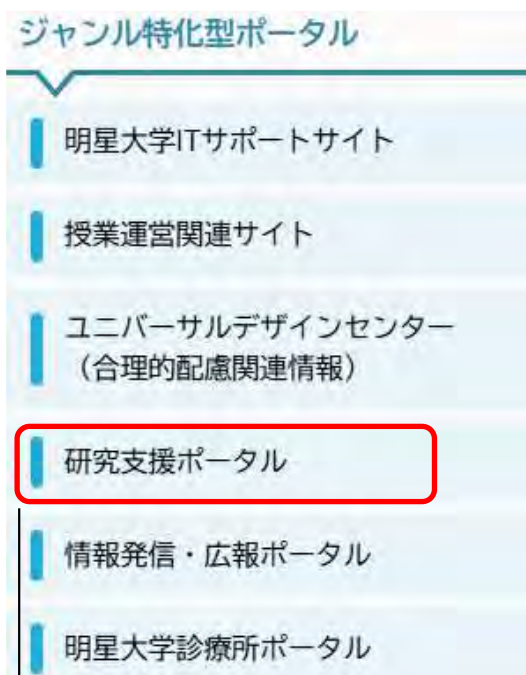 ジャンル特化型ポータル
明星大学ITサポートサイト
授業運営関連サイト
ユニバーサルデザインセンター
（合理的配慮関連情報）
研究支援ポータル
情報発信・広報ポータル
明星大学診療所ポータル